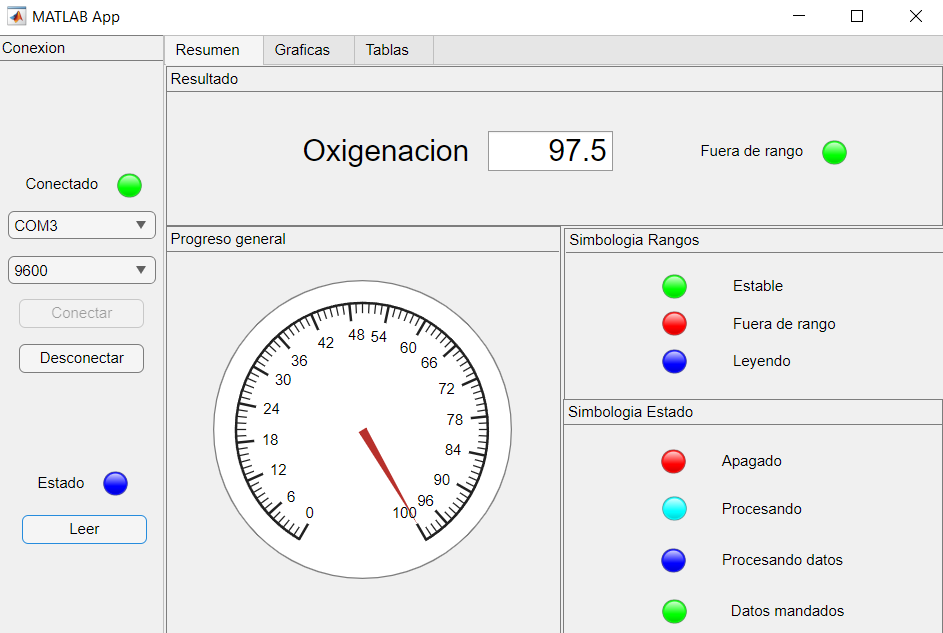 MATLAB App
Conexion
Resumen
Graficas
Tablas
Resultado
Oxigenacion
97.5
Fuera de rango
Conectado
COM3
9600
Conectar
Desconectar
Estado
Leer
Progreso general
0
6
12
18
24
30
36
42
48
54
60
66
72
78
84
90
96
100
Simbologia Rangos
Estable
Fuera de rango
Leyendo
Simbologia Estado
Apagado
Procesando
Procesando datos
Datos mandados